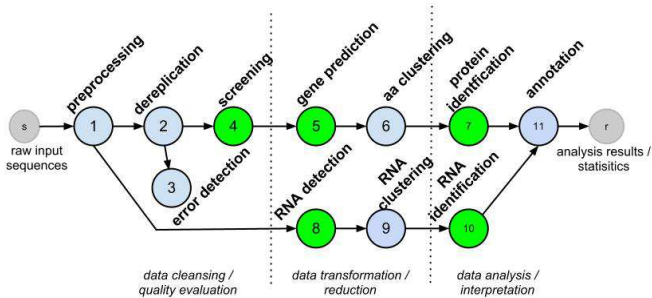 preprocessing
dereplication
screening
gene prediction
aa clustering
protein
identfication
annotation
s
1
2
4
5
6
7
11
r
raw input
sequences
analysis results /
statisitics
3
error detection
RNA detection
RNA
clustering
RNA
identification
8
9
10
data cleansing /
quality evaluation
data transformation /
reduction
data analysis /
interpretation